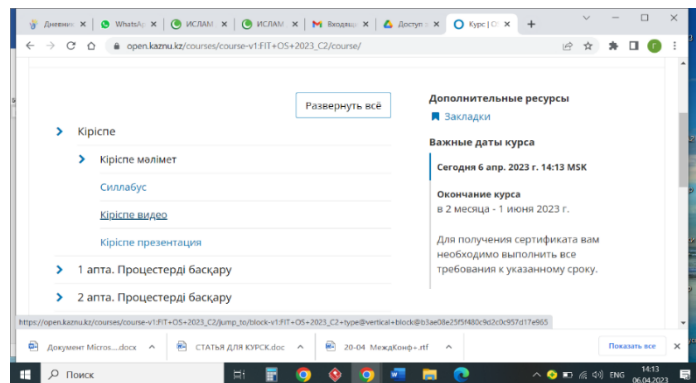 Дневник
WhatsAp
ИСЛАМ
ИСЛАМ
Входящи
Доступ
Курс | O
open.kaznu.kz/courses/course-v1:FIT+OS+2023_C2/course/
Развернуть всё
Кіріспе
Кіріспе мәлімет
Силлабус
Кіріспе видео
Кіріспе презентация
1 апта. Процестерді басқару
2 апта. Процестерді басқару
Дополнительные ресурсы
Закладки
Важные даты курса
Сегодня 6 апр. 2023 г. 14:13 MSK
Окончание курса
в 2 месяца - 1 июня 2023 г.
Для получения сертификата вам
необходимо выполнить все
требования к указанному сроку.
https://open.kaznu.kz/courses/course-v1:FIT+OS+2023_C2/jump_to/block-v1:FIT+OS+2023_C2+type@vertical+block@b3ae08e25f5f480c9d2c0c957d17e965
Документ Micros....docx
СТАТЬЯ ДЛЯ КУРСК.doc
20-04 МеждКонф+.rtf
Показать все
Поиск
ENG
14:13
06.04.2023